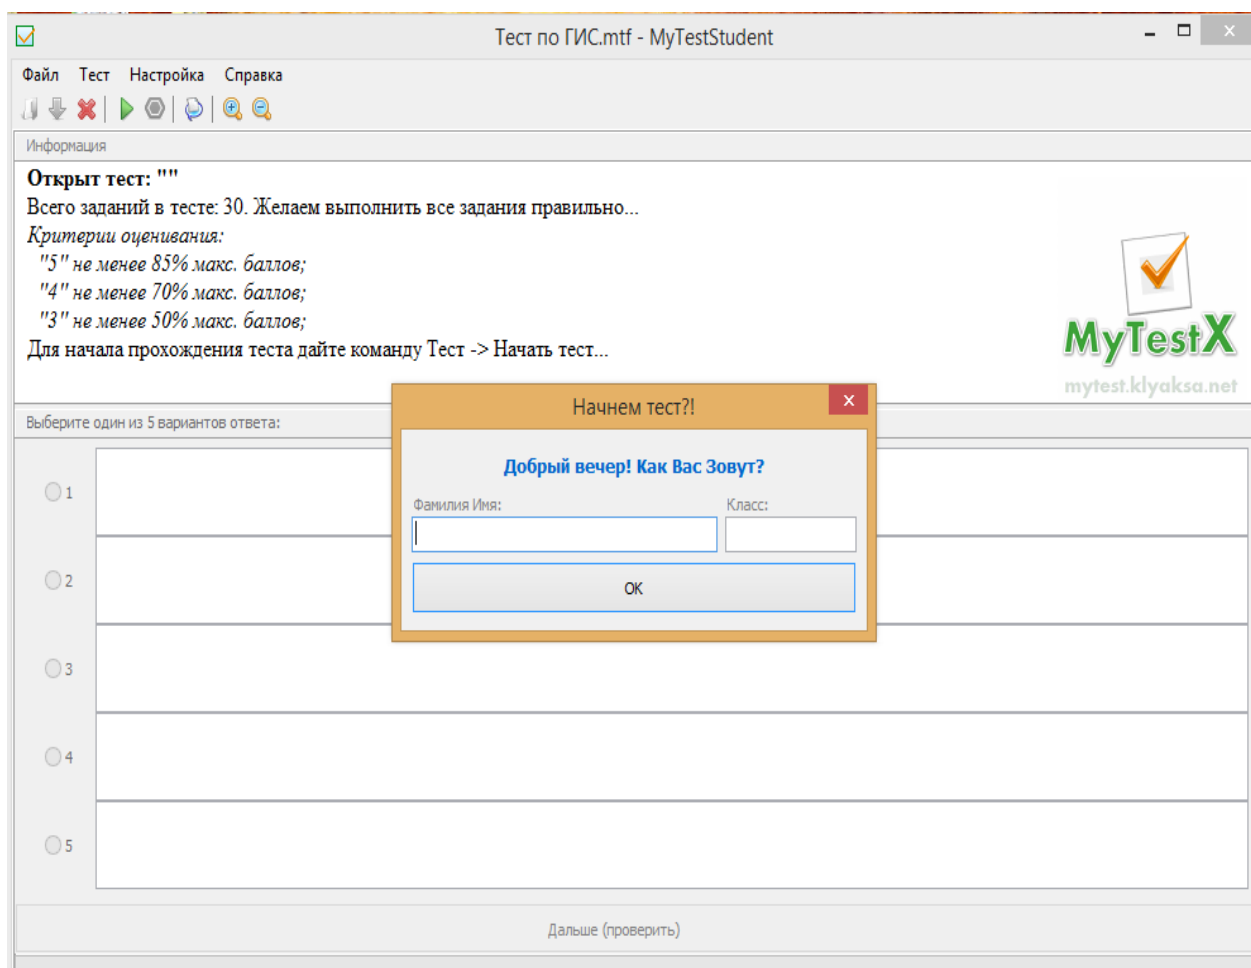 Тест по ГИС.mtf - MyTestStudent
Файл Тест Настройка Справка
Информация
Открыт тест: ""
Всего заданий в тесте: 30. Желаем выполнить все задания правильно...
Критерии оценивания:
"5" не менее 85% макс. баллов;
"4" не менее 70% макс. баллов;
"3" не менее 50% макс. баллов;
Для начала прохождения теста дайте команду Тест -> Начать тест...
MyTestX
mytest.klyaksa.net
Выберите один из 5 вариантов ответа:
Начнем тест?!
Добрый вечер! Как Вас Зовут?
Фамилия Имя: Класс:
ОК
1
2
3
4
5
Дальше (проверить)